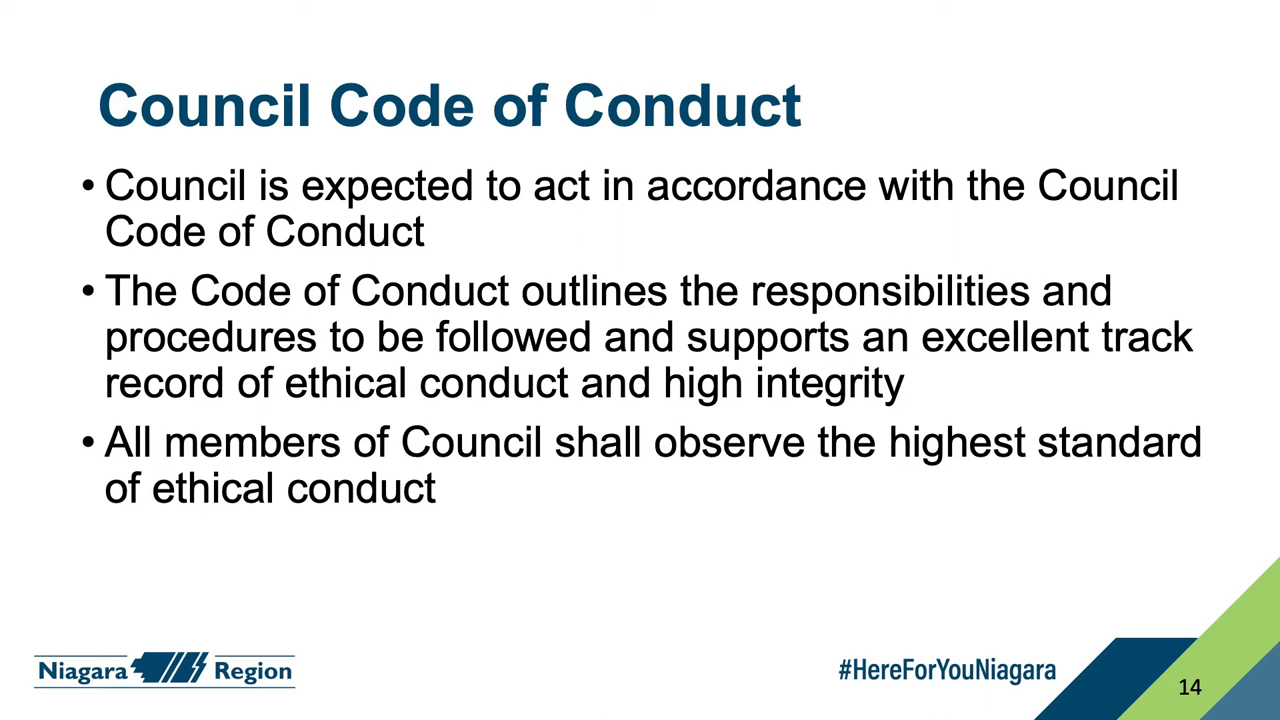 Council Code of Conduct
• Council is expected to act in accordance with the Council
Code of Conduct
• The Code of Conduct outlines the responsibilities and
procedures to be followed and supports an excellent track
record of ethical conduct and high integrity
• All members of Council shall observe the highest standard
of ethical conduct
Niagara Region
#HereForYouNiagara
14